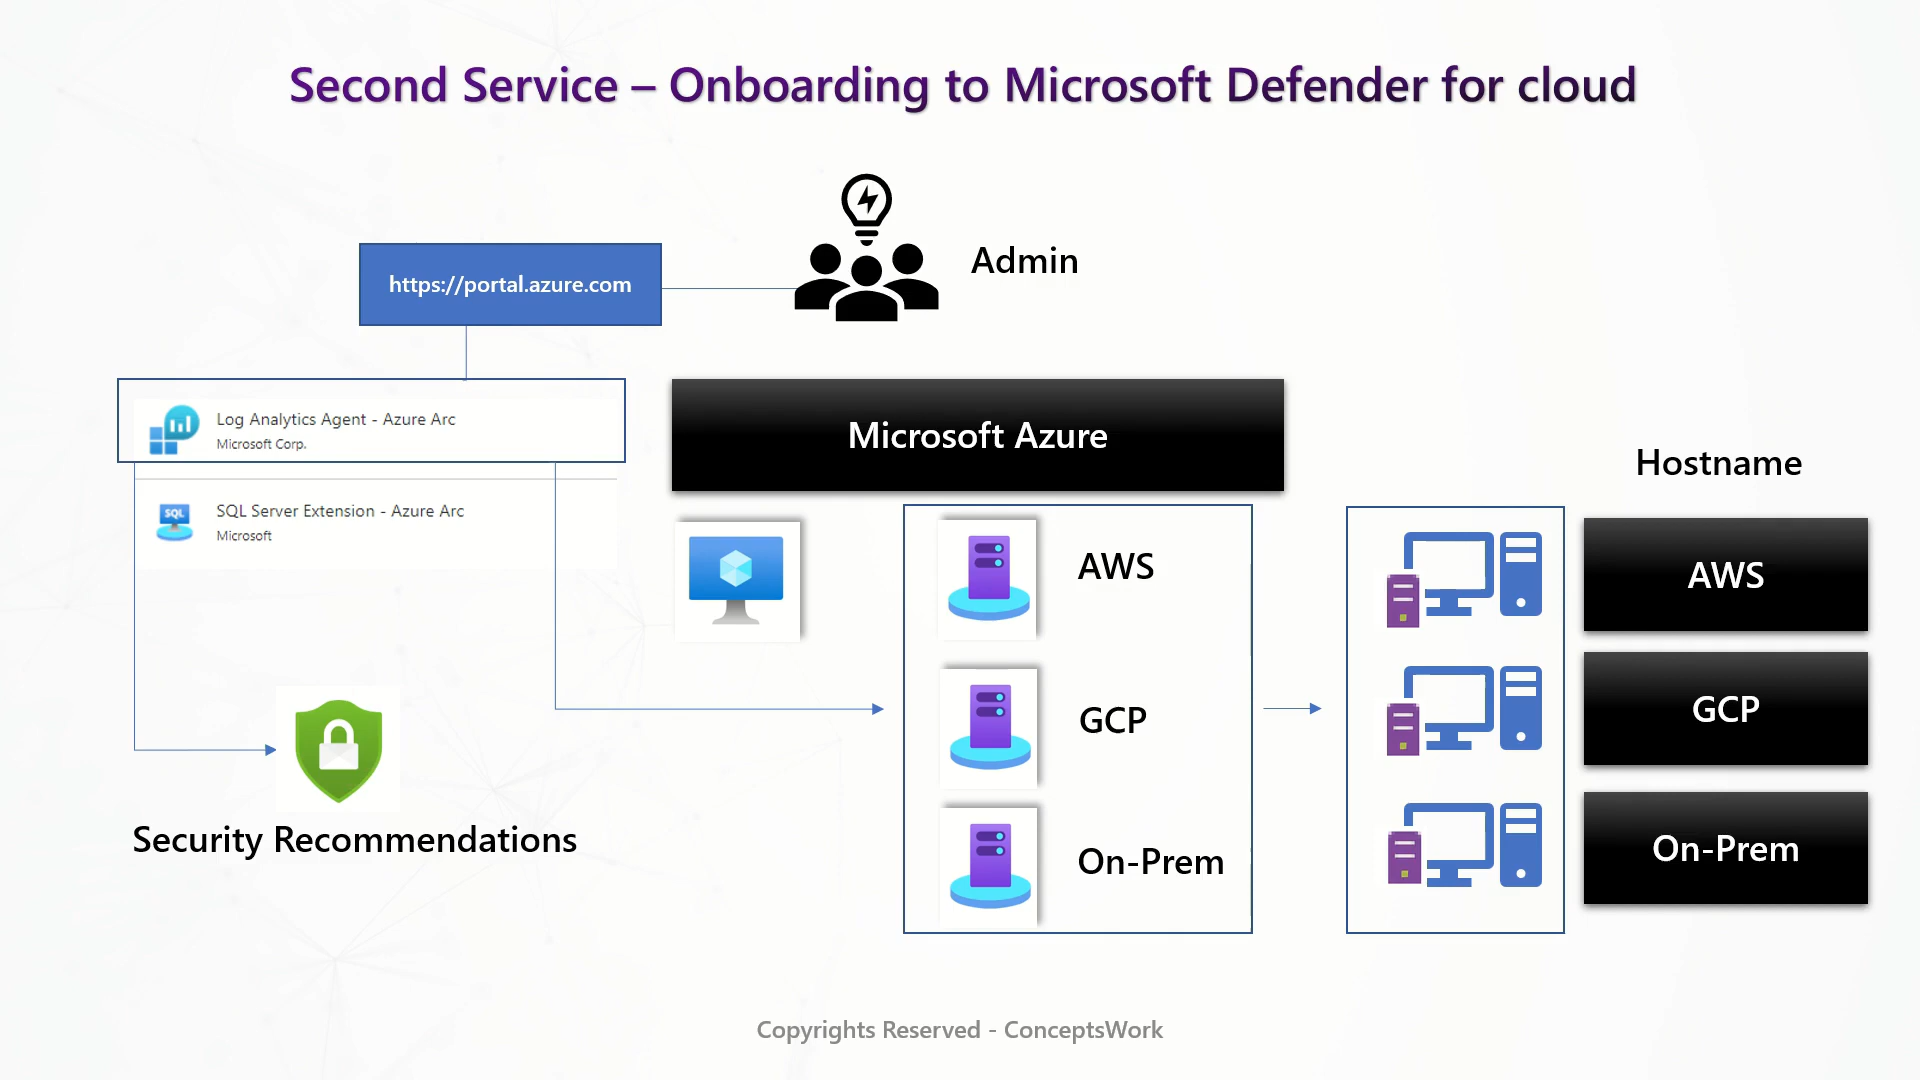 Second Service – Onboarding to Microsoft Defender for cloud
Admin
https://portal.azure.com
Log Analytics Agent - Azure Arc
Microsoft Corp.
SQL
SQL Server Extension - Azure Arc
Microsoft
Security Recommendations
Microsoft Azure
AWS
GCP
On-Prem
Hostname
AWS
GCP
On-Prem
Copyrights Reserved - ConceptsWork